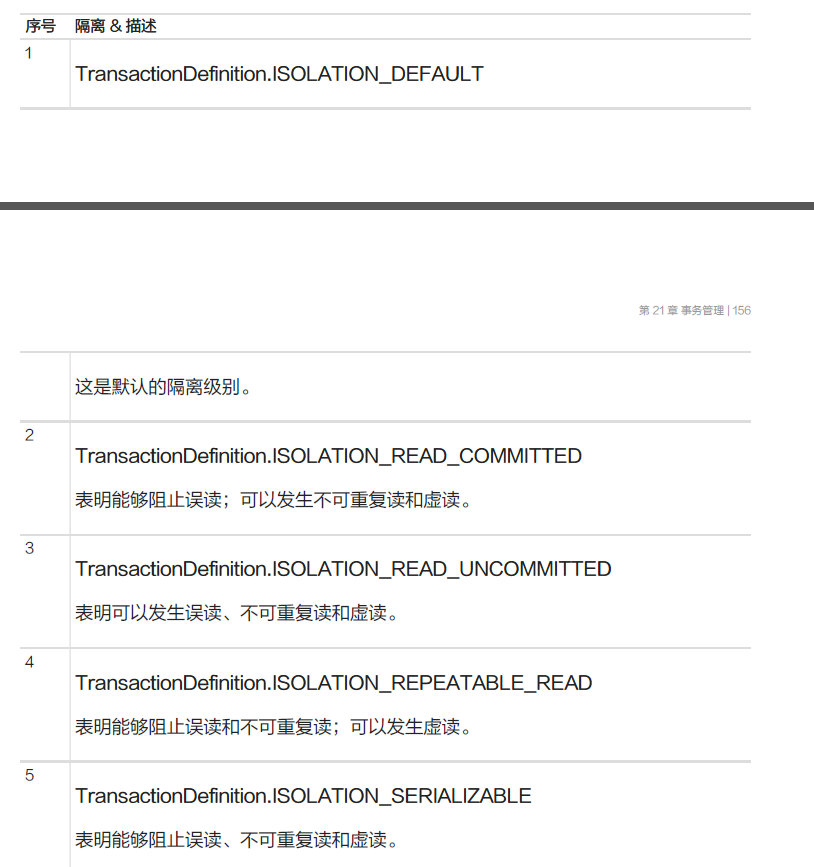 序号 隔离 & 描述
1
TransactionDefinition.ISOLATION_DEFAULT
第 21 章 事务管理 | 156
这是默认的隔离级别。
2
TransactionDefinition.ISOLATION_READ_COMMITTED
表明能够阻止误读；可以发生不可重复读和虚读。
3
TransactionDefinition.ISOLATION_READ_UNCOMMITTED
表明可以发生误读、不可重复读和虚读。
4
TransactionDefinition.ISOLATION_REPEATABLE_READ
表明能够阻止误读和不可重复读；可以发生虚读。
5
TransactionDefinition.ISOLATION_SERIALIZABLE
表明能够阻止误读、不可重复读和虚读。